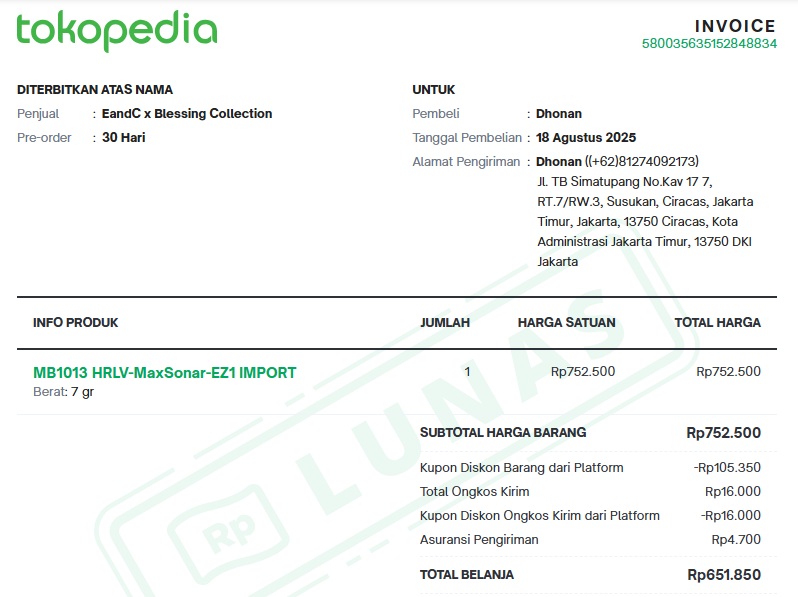 tokopedia
INVOICE
580035635152848834
DITERBITKAN ATAS NAMA
Penjual : EandC x Blessing Collection
Pre-order : 30 Hari
UNTUK
Pembeli : Dhonan
Tanggal Pembelian : 18 Agustus 2025
Alamat Pengiriman : Dhonan ((+62)81274092173)
Jl. TB Simatupang No.Kav 17 7,
RT.7/RW.3, Susukan, Ciracas, Jakarta
Timur, Jakarta, 13750 Ciracas, Kota
Administrasi Jakarta Timur, 13750 DKI
Jakarta
INFO PRODUK JUMLAH HARGA SATUAN TOTAL HARGA
MB1013 HRLV-MaxSonar-EZ1 IMPORT 1 Rp752.500 Rp752.500
Berat: 7 gr
SUBTOTAL HARGA BARANG Rp752.500
Kupon Diskon Barang dari Platform -Rp105.350
Total Ongkos Kirim Rp16.000
Kupon Diskon Ongkos Kirim dari Platform -Rp16.000
Asuransi Pengiriman Rp4.700
TOTAL BELANJA Rp651.850
Rp LUNAS